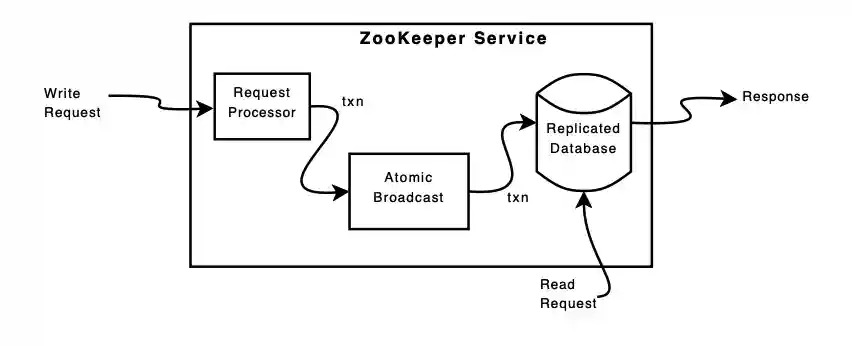 ZooKeeper Service
Write
Request
Request
Processor
txn
Atomic
Broadcast
txn
Replicated
Database
Response
Read
Request